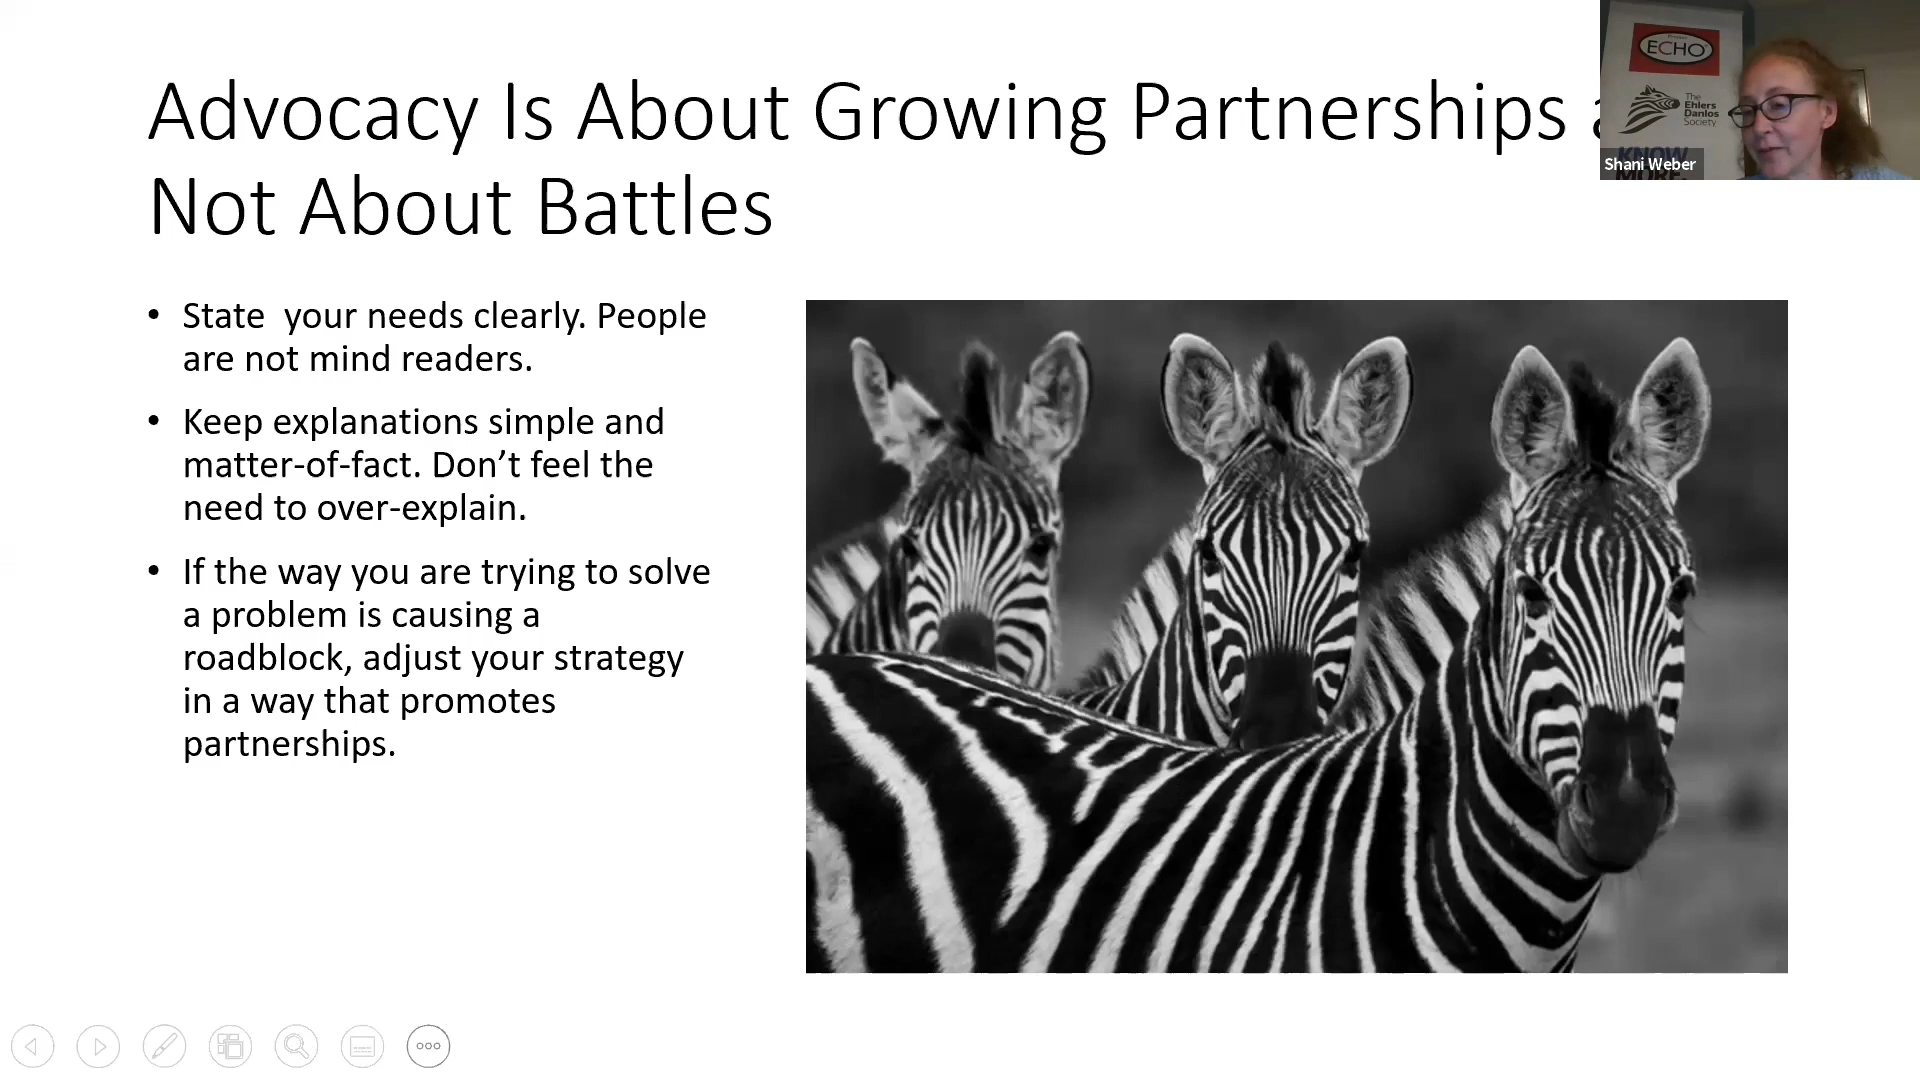 Advocacy Is About Growing Partnerships
Not About Battles
• State  your needs clearly. People
are not mind readers.
• Keep explanations simple and
matter-of-fact. Don’t feel the
need to over-explain.
• If the way you are trying to solve
a problem is causing a
roadblock, adjust your strategy
in a way that promotes
partnerships.
ECHO
The
Ehlers
Danlos
Society
Shani Weber